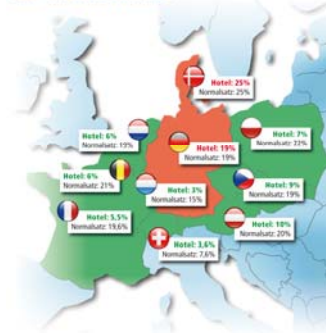 Hotel: 25%
Normalsatz: 25%
Hotel: 6%
Normalsatz: 19%
Hotel: 19%
Normalsatz: 19%
Hotel: 7%
Normalsatz: 22%
Hotel: 6%
Normalsatz: 21%
Hotel: 3%
Normalsatz: 15%
Hotel: 9%
Normalsatz: 19%
Hotel: 5,5%
Normalsatz: 19,6%
Hotel: 10%
Normalsatz: 20%
Hotel: 3,6%
Normalsatz: 7,6%